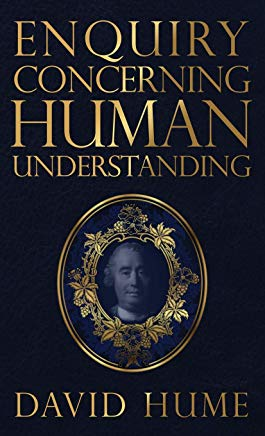 ENQUIRY
CONCERNING
HUMAN
UNDERSTANDING
DAVID HUME